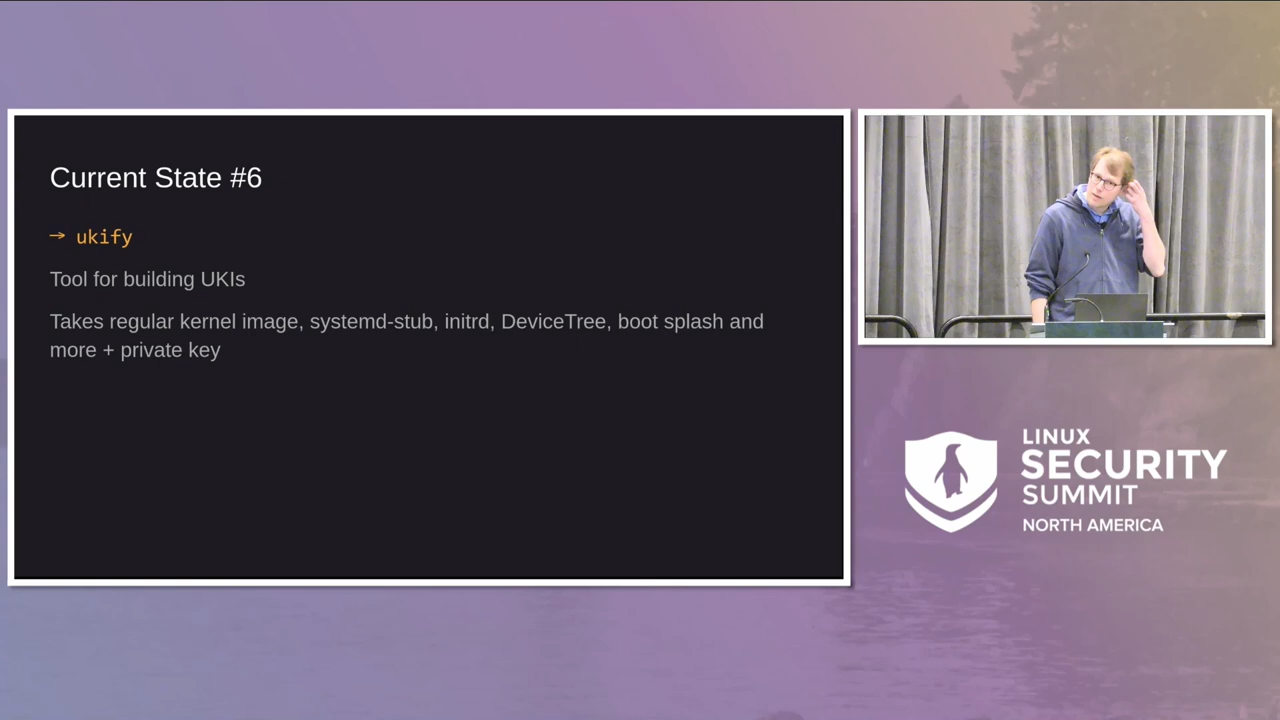 Current State #6
→ ukify
Tool for building UKIs
Takes regular kernel image, systemd-stub, initrd, DeviceTree, boot splash and
more + private key
LINUX
SECURITY
SUMMIT
NORTH AMERICA